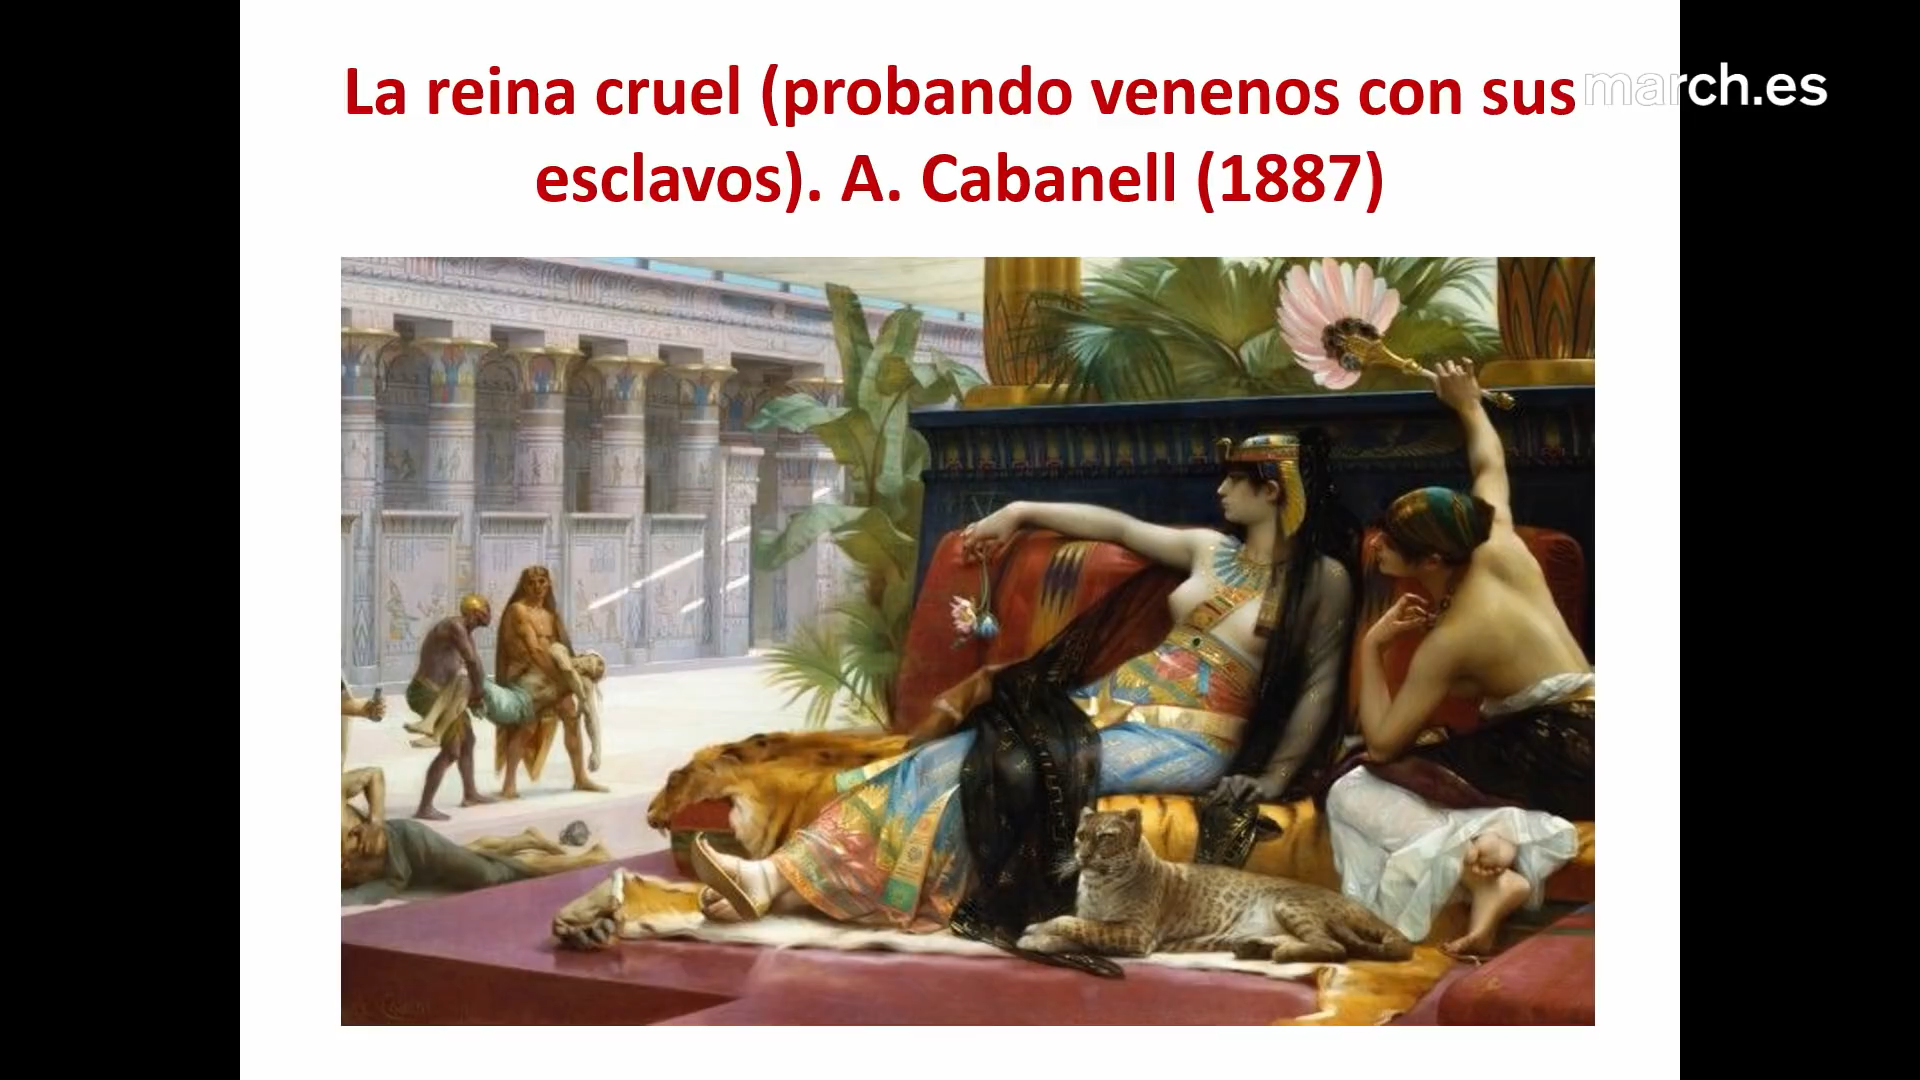 La reina cruel (probando venenos con sus
esclavos). A. Cabanell (1887)
march.es